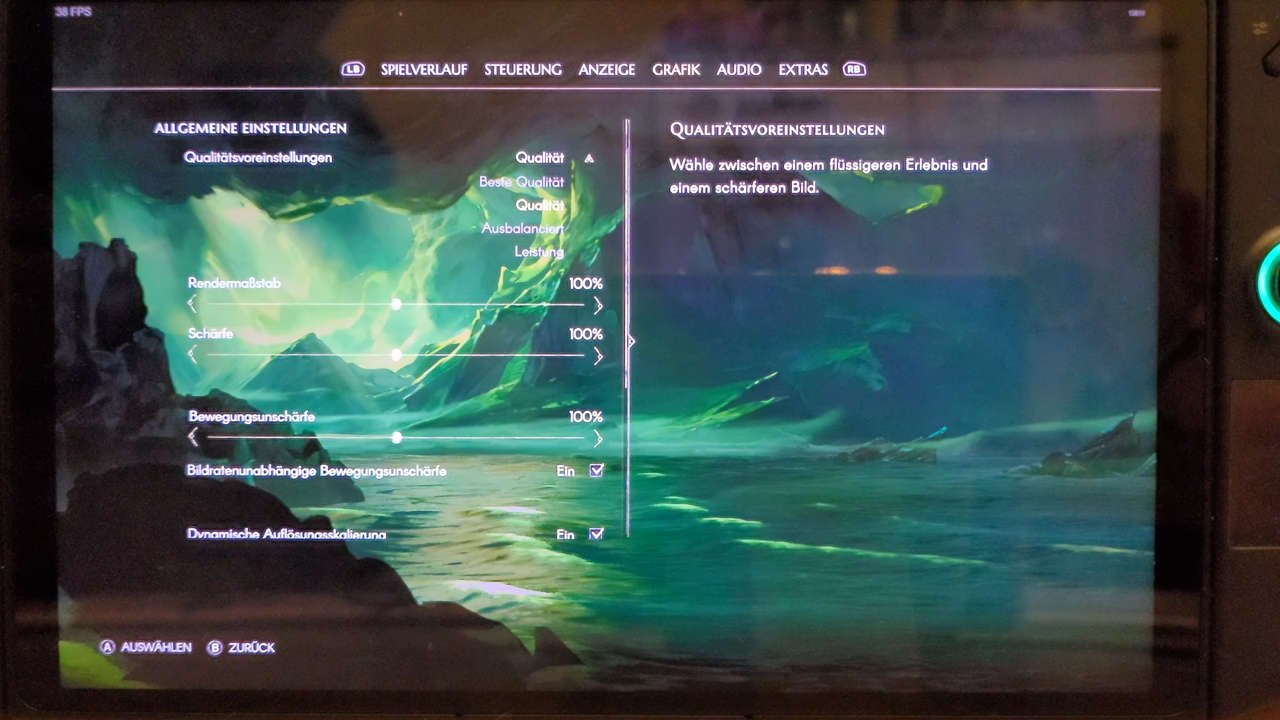 38 FPS
LB SPIELVERLAUF STEUERUNG ANZEIGE GRAFIK AUDIO EXTRAS RB
ALLGEMEINE EINSTELLUNGEN
Qualitätsvoreinstellungen Qualität
Beste Qualität
Qualität
Ausbalanciert
Leistung
Rendermaßstab 100%
Schärfe 100%
Bewegungsunschärfe 100%
Bildratenunabhängige Bewegungsunschärfe Ein
Dynamische Auflösungsskalierung Ein
QUALITÄTSVOREINSTELLUNGEN
Wähle zwischen einem flüssigeren Erlebnis und
einem schärferen Bild.
A AUSWÄHLEN B ZURÜCK